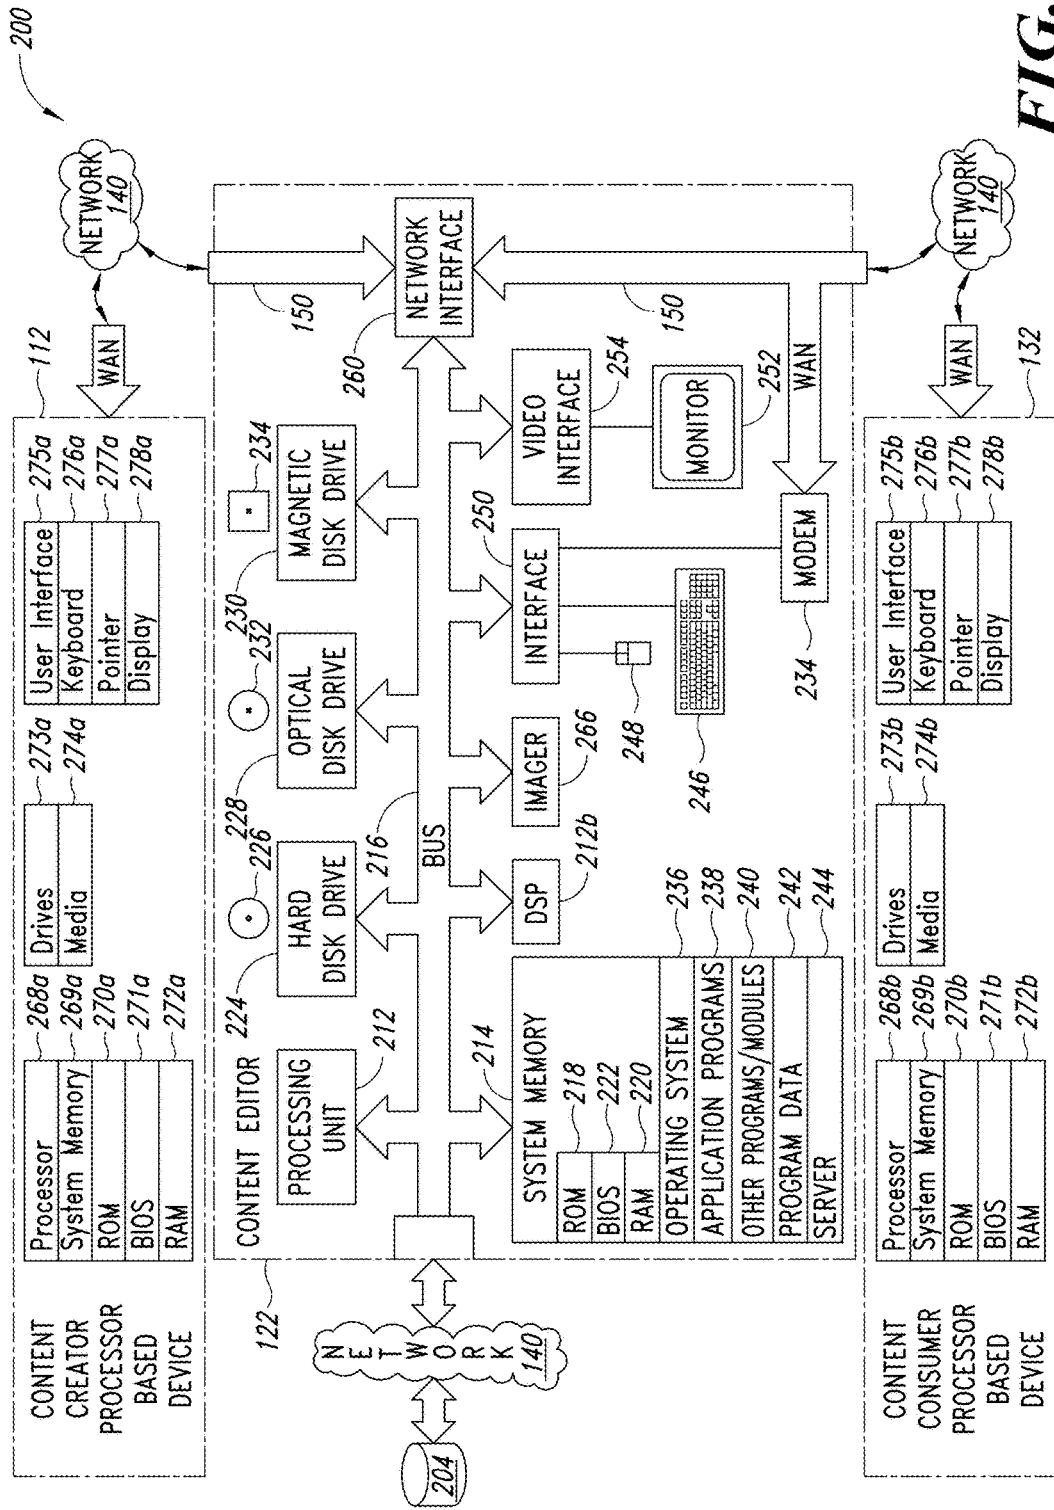 200
CONTENT
CREATOR
PROCESSOR
BASED
DEVICE
Processor
System Memory
ROM
BIOS
RAM
268a
269a
270a
271a
272a
Drives
Media
273a
274a
User Interface
Keyboard
Pointer
Display
275a
276a
277a
278a
112
WAN
NETWORK
140
122
CONTENT EDITOR
PROCESSING
UNIT
212
224
226
HARD
DISK DRIVE
228
232
OPTICAL
DISK DRIVE
230
234
MAGNETIC
DISK DRIVE
260
NETWORK
INTERFACE
150
216
BUS
204
NETWORK
140
214
SYSTEM MEMORY
ROM
218
BIOS
222
RAM
220
OPERATING SYSTEM
236
APPLICATION PROGRAMS
238
OTHER PROGRAMS/MODULES
240
PROGRAM DATA
242
SERVER
244
DSP
212b
IMAGER
266
INTERFACE
250
248
246
VIDEO
INTERFACE
254
MONITOR
252
150
WAN
MODEM
234
CONTENT
CONSUMER
PROCESSOR
BASED
DEVICE
Processor
System Memory
ROM
BIOS
RAM
268b
269b
270b
271b
272b
Drives
Media
273b
274b
User Interface
Keyboard
Pointer
Display
275b
276b
277b
278b
132
WAN
NETWORK
140
FIG.